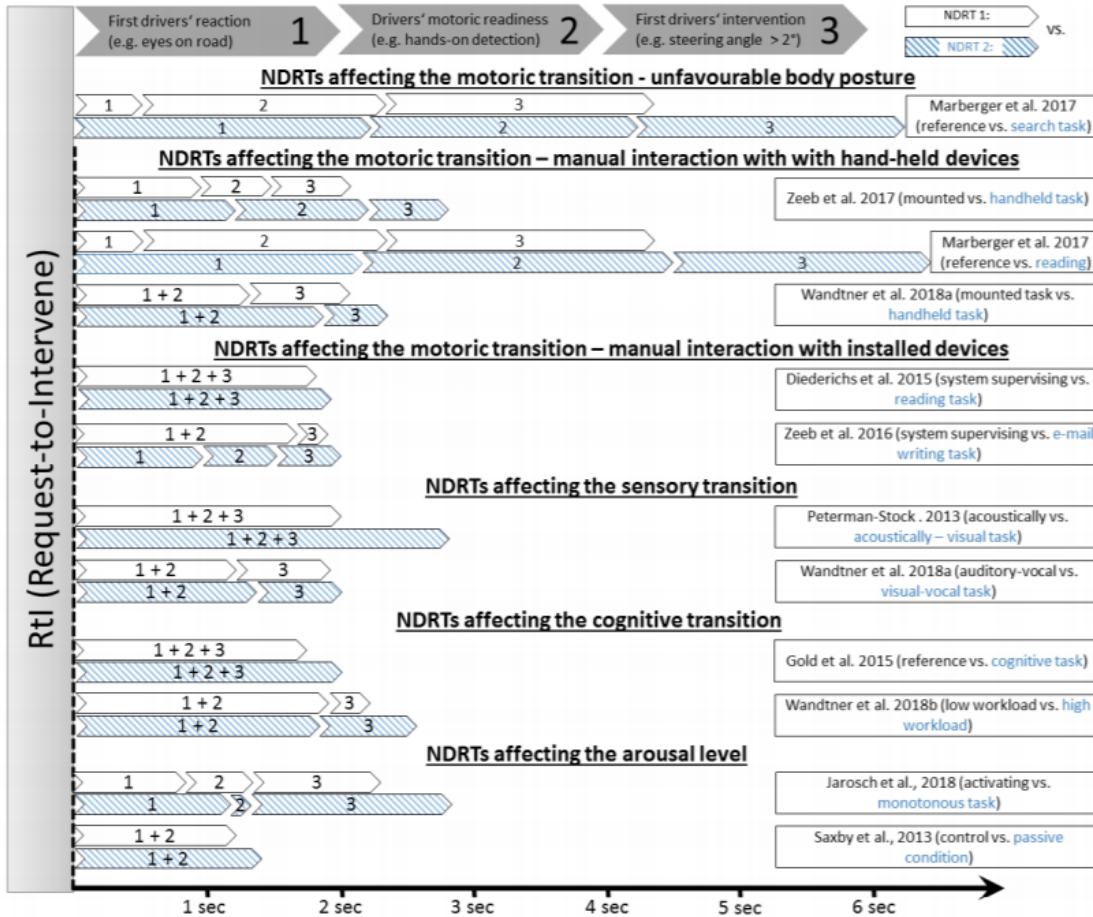 First drivers' reaction
(e.g. eyes on road)
1
Drivers' motoric readiness
(e.g. hands-on detection)
2
First drivers' intervention
(e.g. steering angle > 2°)
3
NDRT 1:
vs.
NDRT 2:
RtI (Request-to-Intervene)
NDRTs affecting the motoric transition - unfavourable body posture
1 2 3
1 2 3
Marberger et al. 2017
(reference vs. search task)
NDRTs affecting the motoric transition – manual interaction with with hand-held devices
1 2 3
1 2 3
Zeeb et al. 2017 (mounted vs. handheld task)
1 2 3
1 2 3
Marberger et al. 2017
(reference vs. reading)
1 + 2 3
1 + 2 3
Wandtner et al. 2018a (mounted task vs.
handheld task)
NDRTs affecting the motoric transition – manual interaction with installed devices
1 + 2 + 3
1 + 2 + 3
Diederichs et al. 2015 (system supervising vs.
reading task)
1 + 2 3
1 2 3
Zeeb et al. 2016 (system supervising vs. e-mail
writing task)
NDRTs affecting the sensory transition
1 + 2 + 3
1 + 2 + 3
Peterman-Stock . 2013 (acoustically vs.
acoustically – visual task)
1 + 2 3
1 + 2 3
Wandtner et al. 2018a (auditory-vocal vs.
visual-vocal task)
NDRTs affecting the cognitive transition
1 + 2 + 3
1 + 2 + 3
Gold et al. 2015 (reference vs. cognitive task)
1 + 2 3
1 + 2 3
Wandtner et al. 2018b (low workload vs. high
workload)
NDRTs affecting the arousal level
1 2 3
1 2 3
Jarosch et al., 2018 (activating vs.
monotonous task)
1 + 2
1 + 2
Saxby et al., 2013 (control vs. passive
condition)
1 sec 2 sec 3 sec 4 sec 5 sec 6 sec